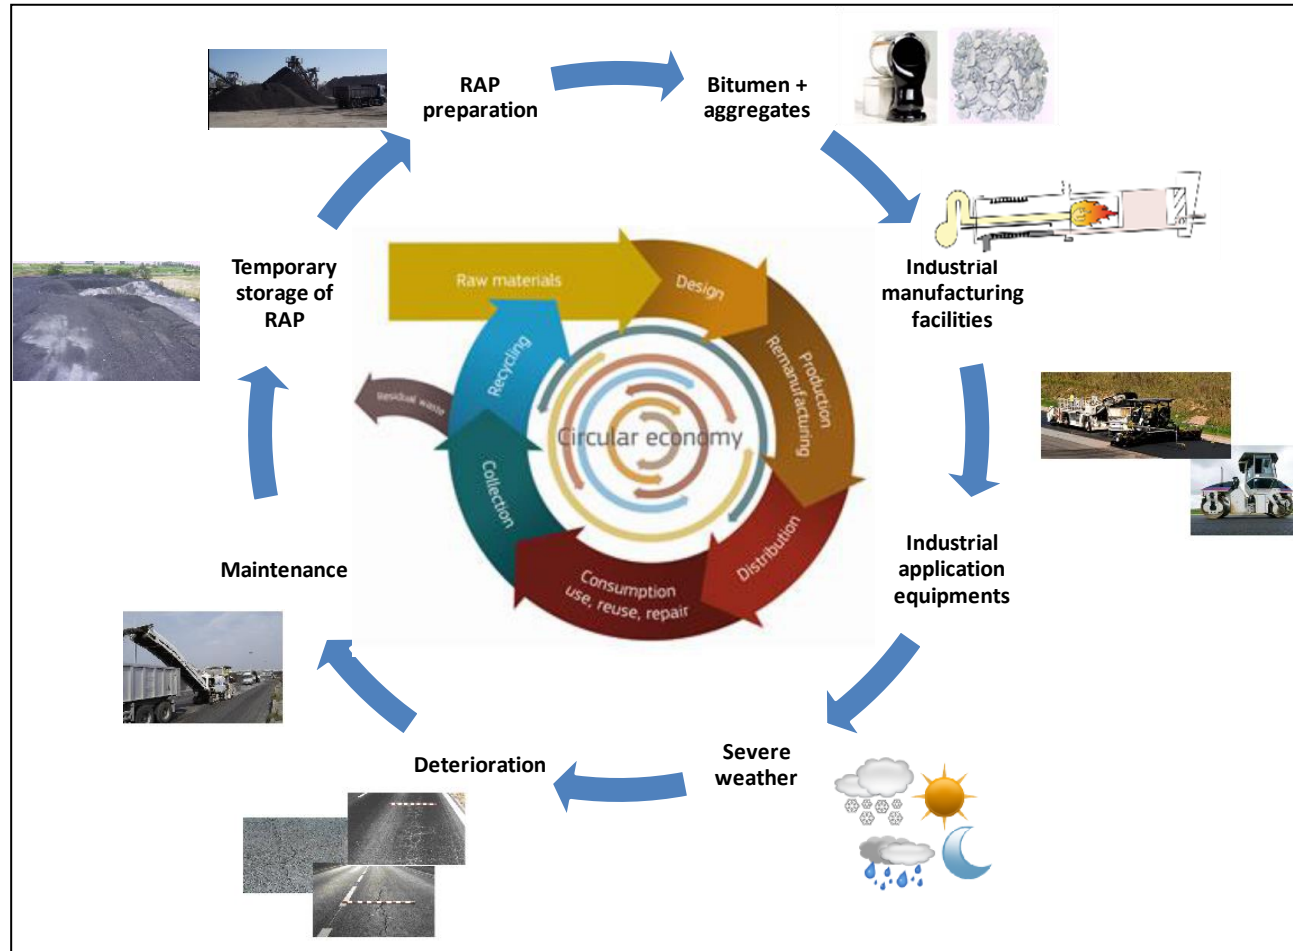 RAP
preparation
Bitumen +
aggregates
Industrial
manufacturing
facilities
Industrial
application
equipments
Severe
weather
Deterioration
Maintenance
Temporary
storage of
RAP
Raw materials
Design
Production
Remanufacturing
Distribution
Consumption
use, reuse, repair
Collection
Recycling
Residual waste
Circular economy